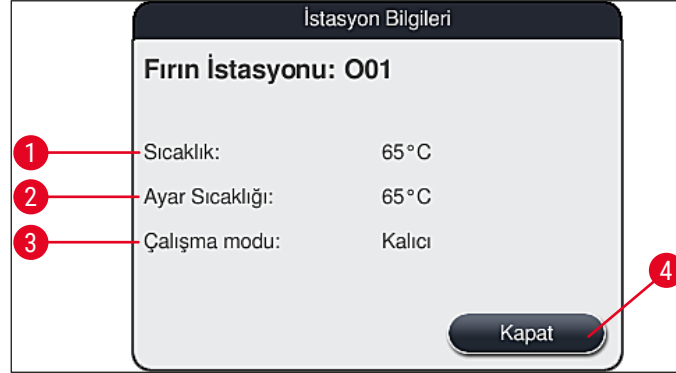 İstasyon Bilgileri
Fırın İstasyonu: O01
1 Sıcaklık: 65°C
2 Ayar Sıcaklığı: 65°C
3 Çalışma modu: Kalıcı
4
Kapat